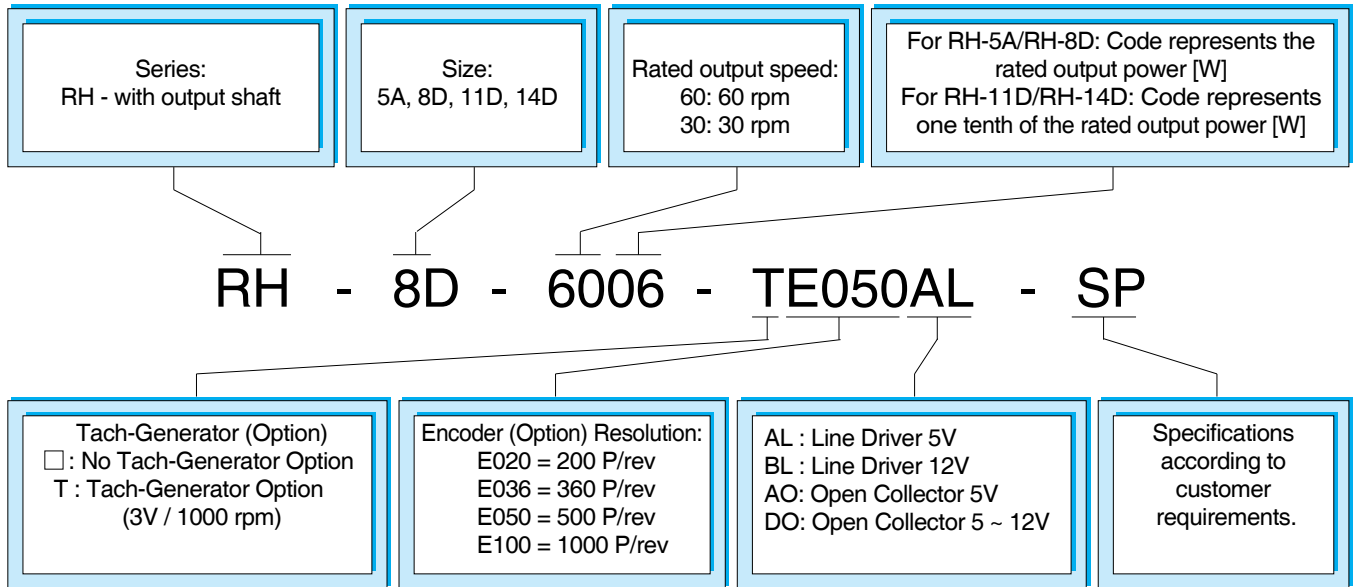 Series:
RH - with output shaft
Size:
5A, 8D, 11D, 14D
Rated output speed:
60: 60 rpm
30: 30 rpm
For RH-5A/RH-8D: Code represents the
rated output power [W]
For RH-11D/RH-14D: Code represents
one tenth of the rated output power [W]
RH - 8D - 6006 - TE050AL - SP
Tach-Generator (Option)
□ : No Tach-Generator Option
T : Tach-Generator Option
(3V / 1000 rpm)
Encoder (Option) Resolution:
E020 = 200 P/rev
E036 = 360 P/rev
E050 = 500 P/rev
E100 = 1000 P/rev
AL : Line Driver 5V
BL : Line Driver 12V
AO: Open Collector 5V
DO: Open Collector 5 ~ 12V
Specifications
according to
customer
requirements.